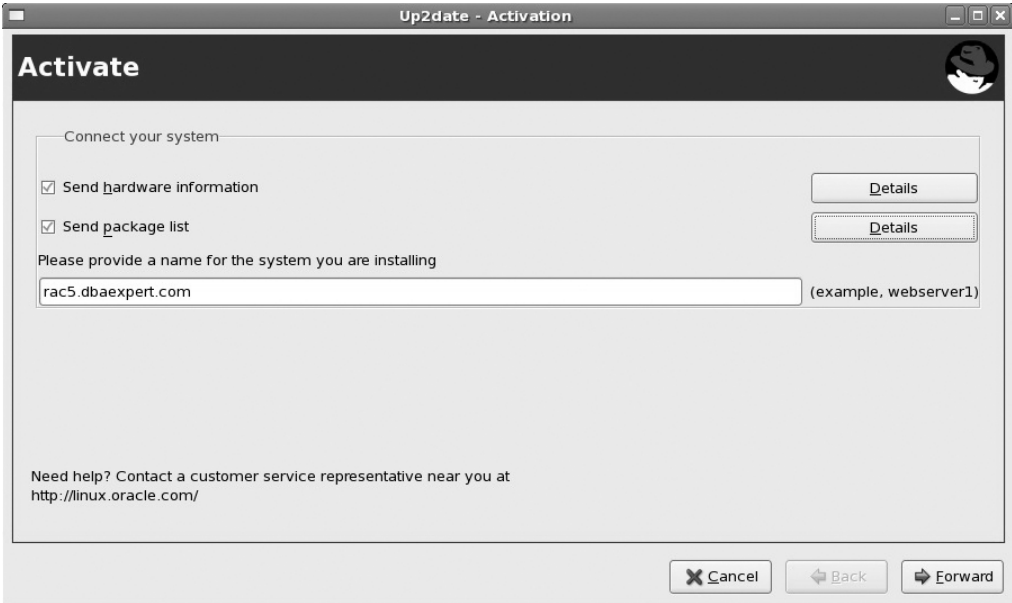 Up2date - Activation
Activate
Connect your system
Send hardware information
Details
Send package list
Details
Please provide a name for the system you are installing
rac5.dbaexpert.com
(example, webserver1)
Need help? Contact a customer service representative near you at
http://linux.oracle.com/
Cancel
Back
Forward